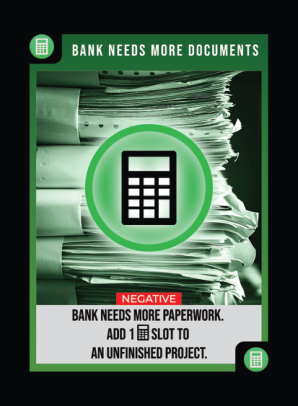 BANK NEEDS MORE DOCUMENTS
NEGATIVE
BANK NEEDS MORE PAPERWORK.
ADD 1 SLOT TO
AN UNFINISHED PROJECT.